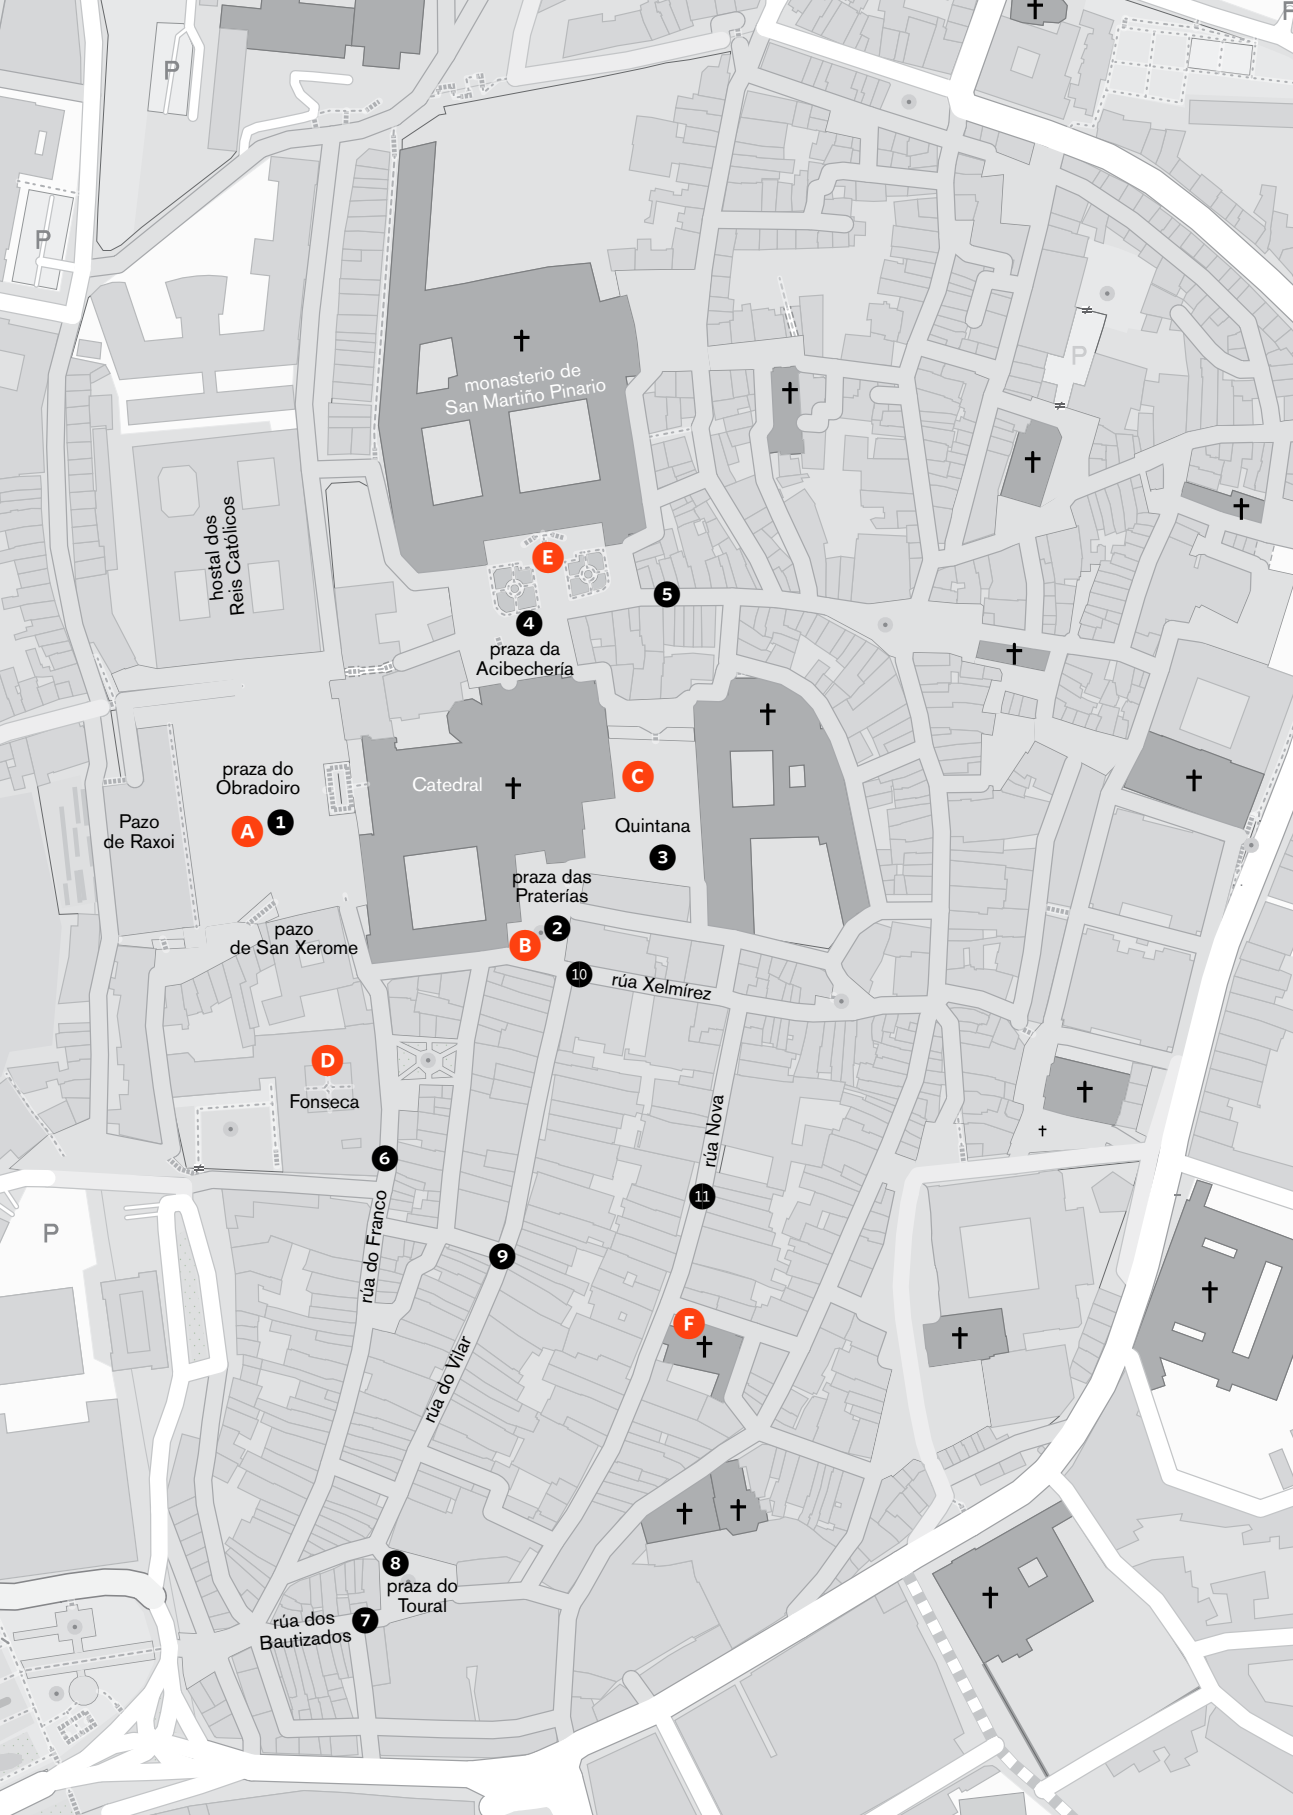 P
P
monasterio de
San Martiño Pinario
P
hostal dos
Reis Católicos
E
5
4
praza da
Acibechería
praza do
Obradoiro
A
1
Pazo
de Raxoi
Catedral
C
Quintana
3
praza das
Praterías
2
B
pazo
de San Xerome
10
rúa Xelmírez
D
Fonseca
6
rúa Nova
11
P
rúa do Franco
9
F
rúa do Vilar
8
praza do
Toural
7
rúa dos
Bautizados